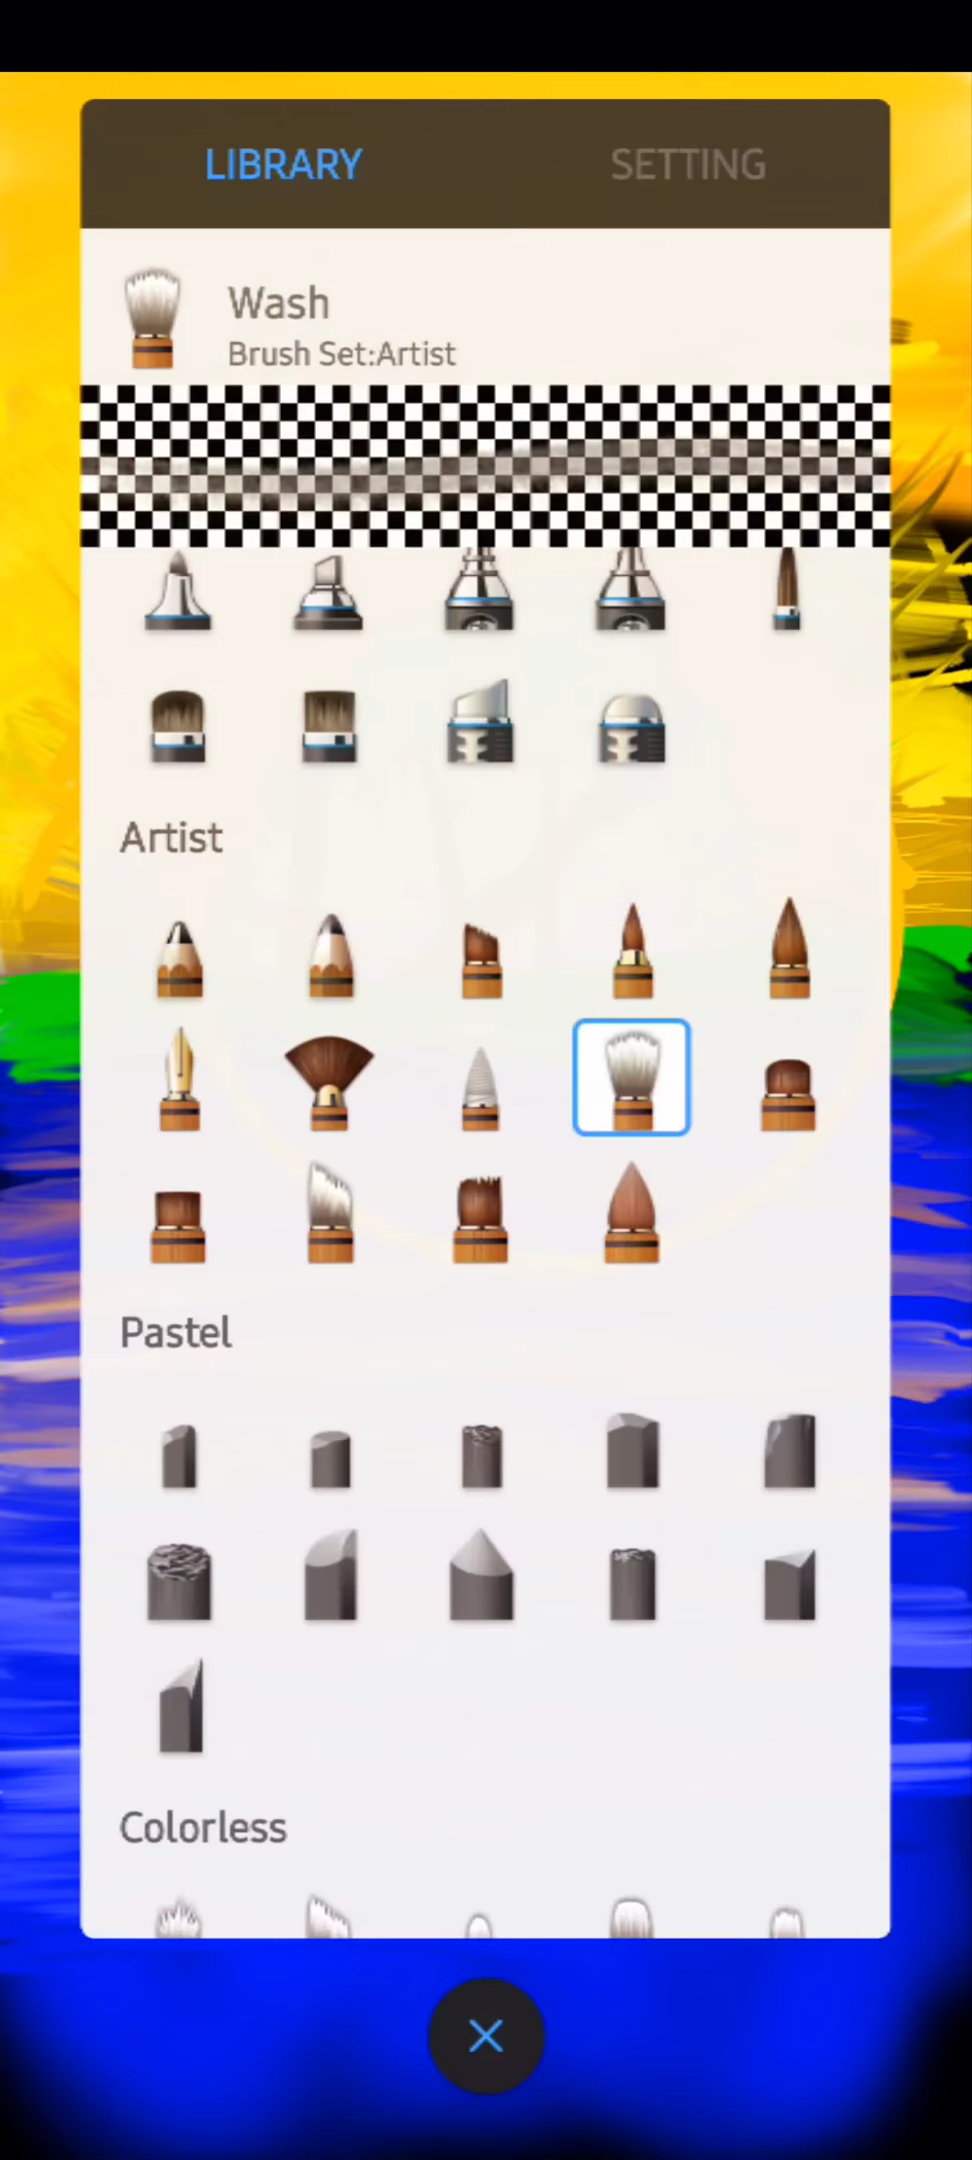 LIBRARY
SETTING
Wash
Brush Set:Artist
Artist
Pastel
Colorless